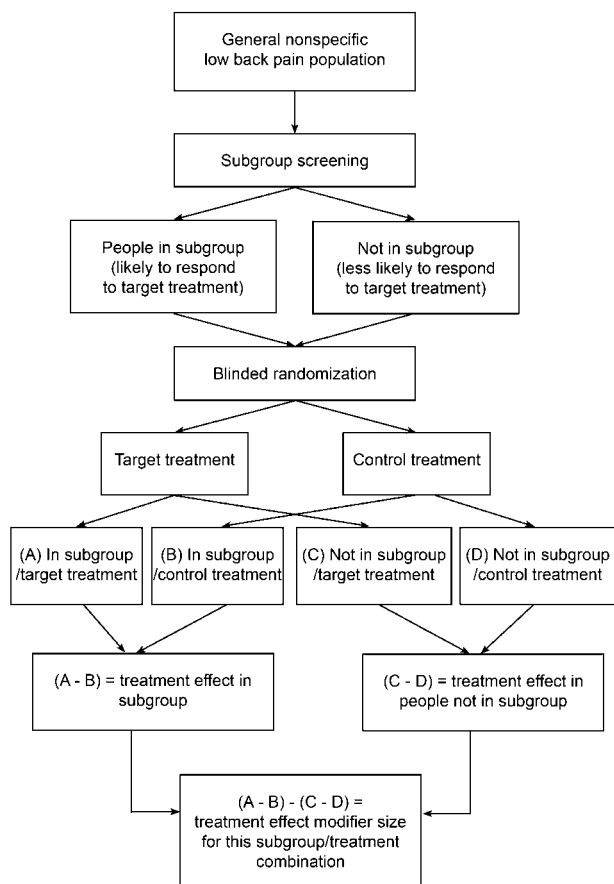 General nonspecific
low back pain population
Subgroup screening
People in subgroup
(likely to respond
to target treatment)
Not in subgroup
(less likely to respond
to target treatment)
Blinded randomization
Target treatment
Control treatment
(A) In subgroup
/target treatment
(B) In subgroup
/control treatment
(C) Not in subgroup
/target treatment
(D) Not in subgroup
/control treatment
(A - B) = treatment effect in
subgroup
(C - D) = treatment effect in
people not in subgroup
(A - B) - (C - D) =
treatment effect modifier size
for this subgroup/treatment
combination